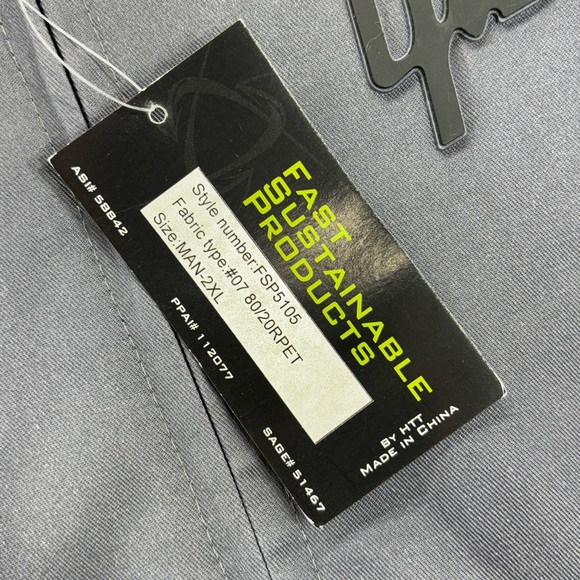 FAST
SUSTAINABLE
PRODUCTS
BY HTT
MADE IN CHINA
Style number:FSP5105
Fabric type:#07 80/20RPET
Size:MAN-2XL
ASI# 58842
PPAI# 112077
SAGE# 51467